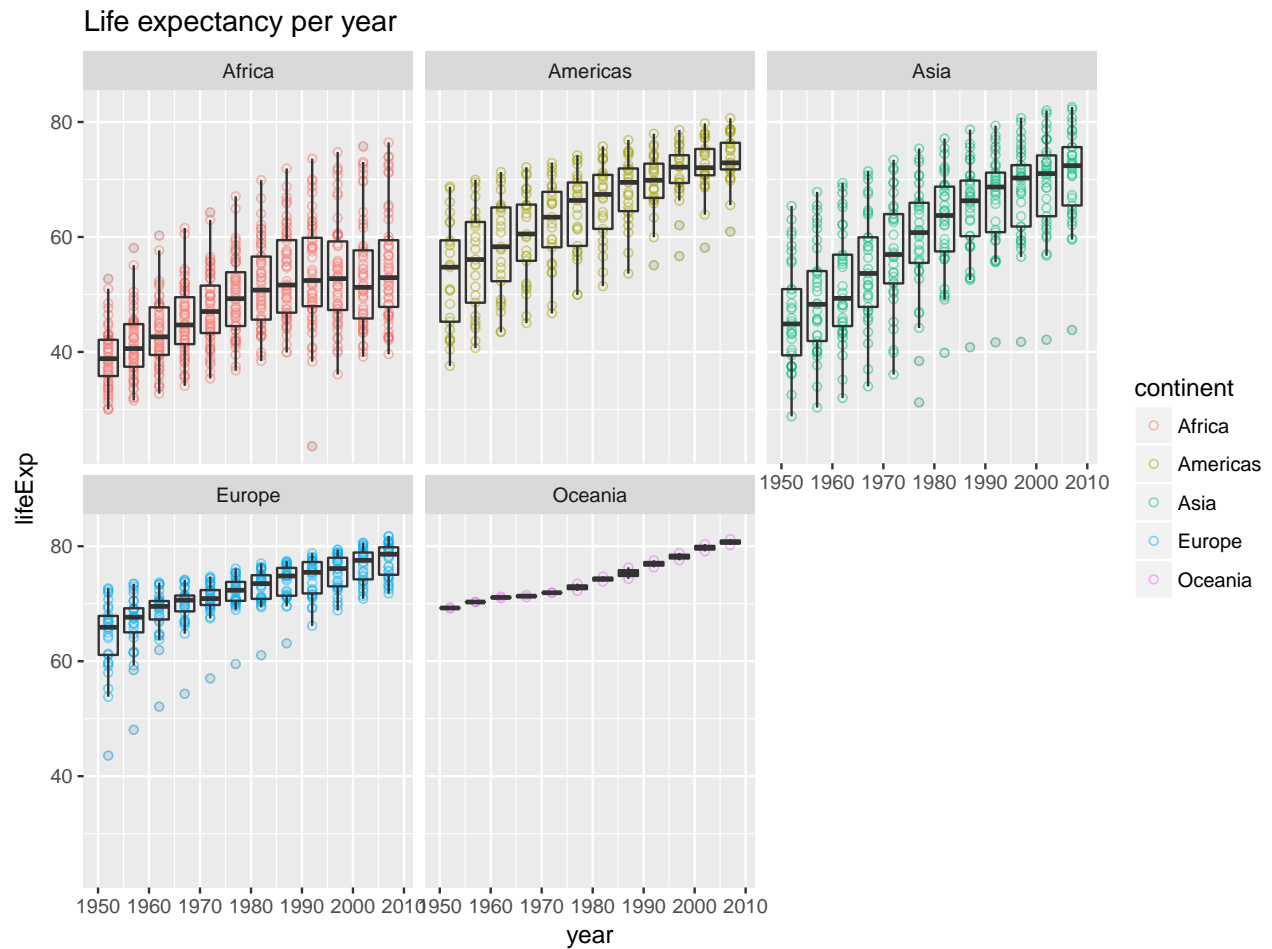 Life expectancy per year
Africa
Americas
Asia
80
60
40
1950 1960 1970 1980 1990 2000 2010
Europe
Oceania
80
60
40
1950 1960 1970 1980 1990 2000 2010
1950 1960 1970 1980 1990 2000 2010
lifeExp
year
continent
Africa
Americas
Asia
Europe
Oceania